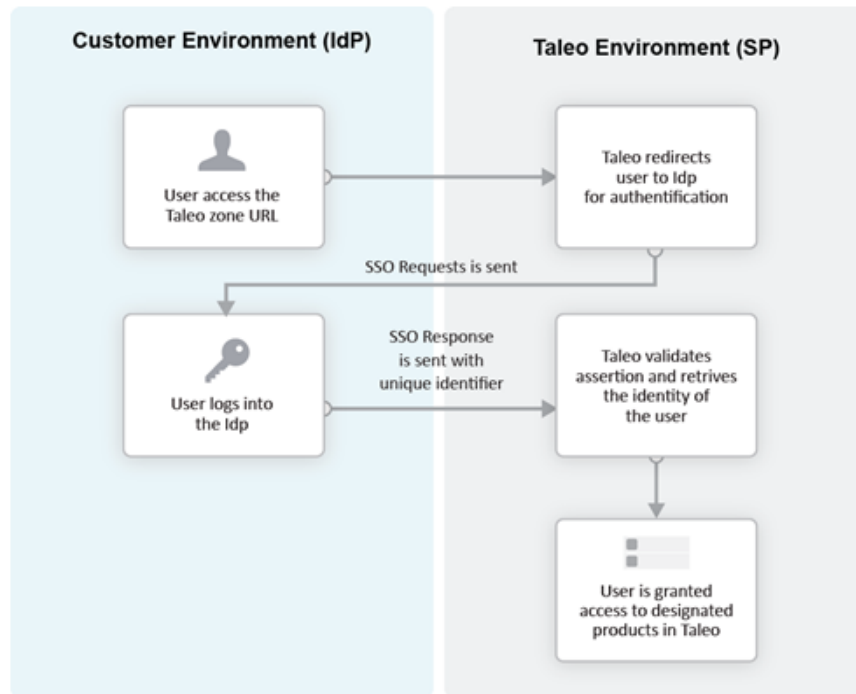 Customer Environment (IdP)
Taleo Environment (SP)
User access the
Taleo zone URL
Taleo redirects
user to Idp
for authentification
SSO Requests is sent
User logs into
the Idp
SSO Response
is sent with
unique identifier
Taleo validates
assertion and retrives
the identity of
the user
User is granted
access to designated
products in Taleo